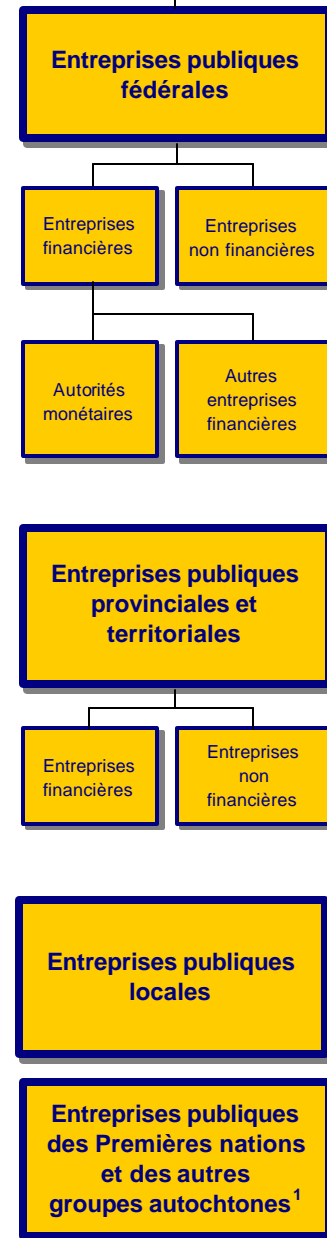 Entreprises publiques
fédérales
Entreprises
financières
Entreprises
non financières
Autorités
monétaires
Autres
entreprises
financières
Entreprises publiques
provinciales et
territoriales
Entreprises
financières
Entreprises
non
financières
Entreprises publiques
locales
Entreprises publiques
des Premières nations
et des autres
groupes autochtones¹